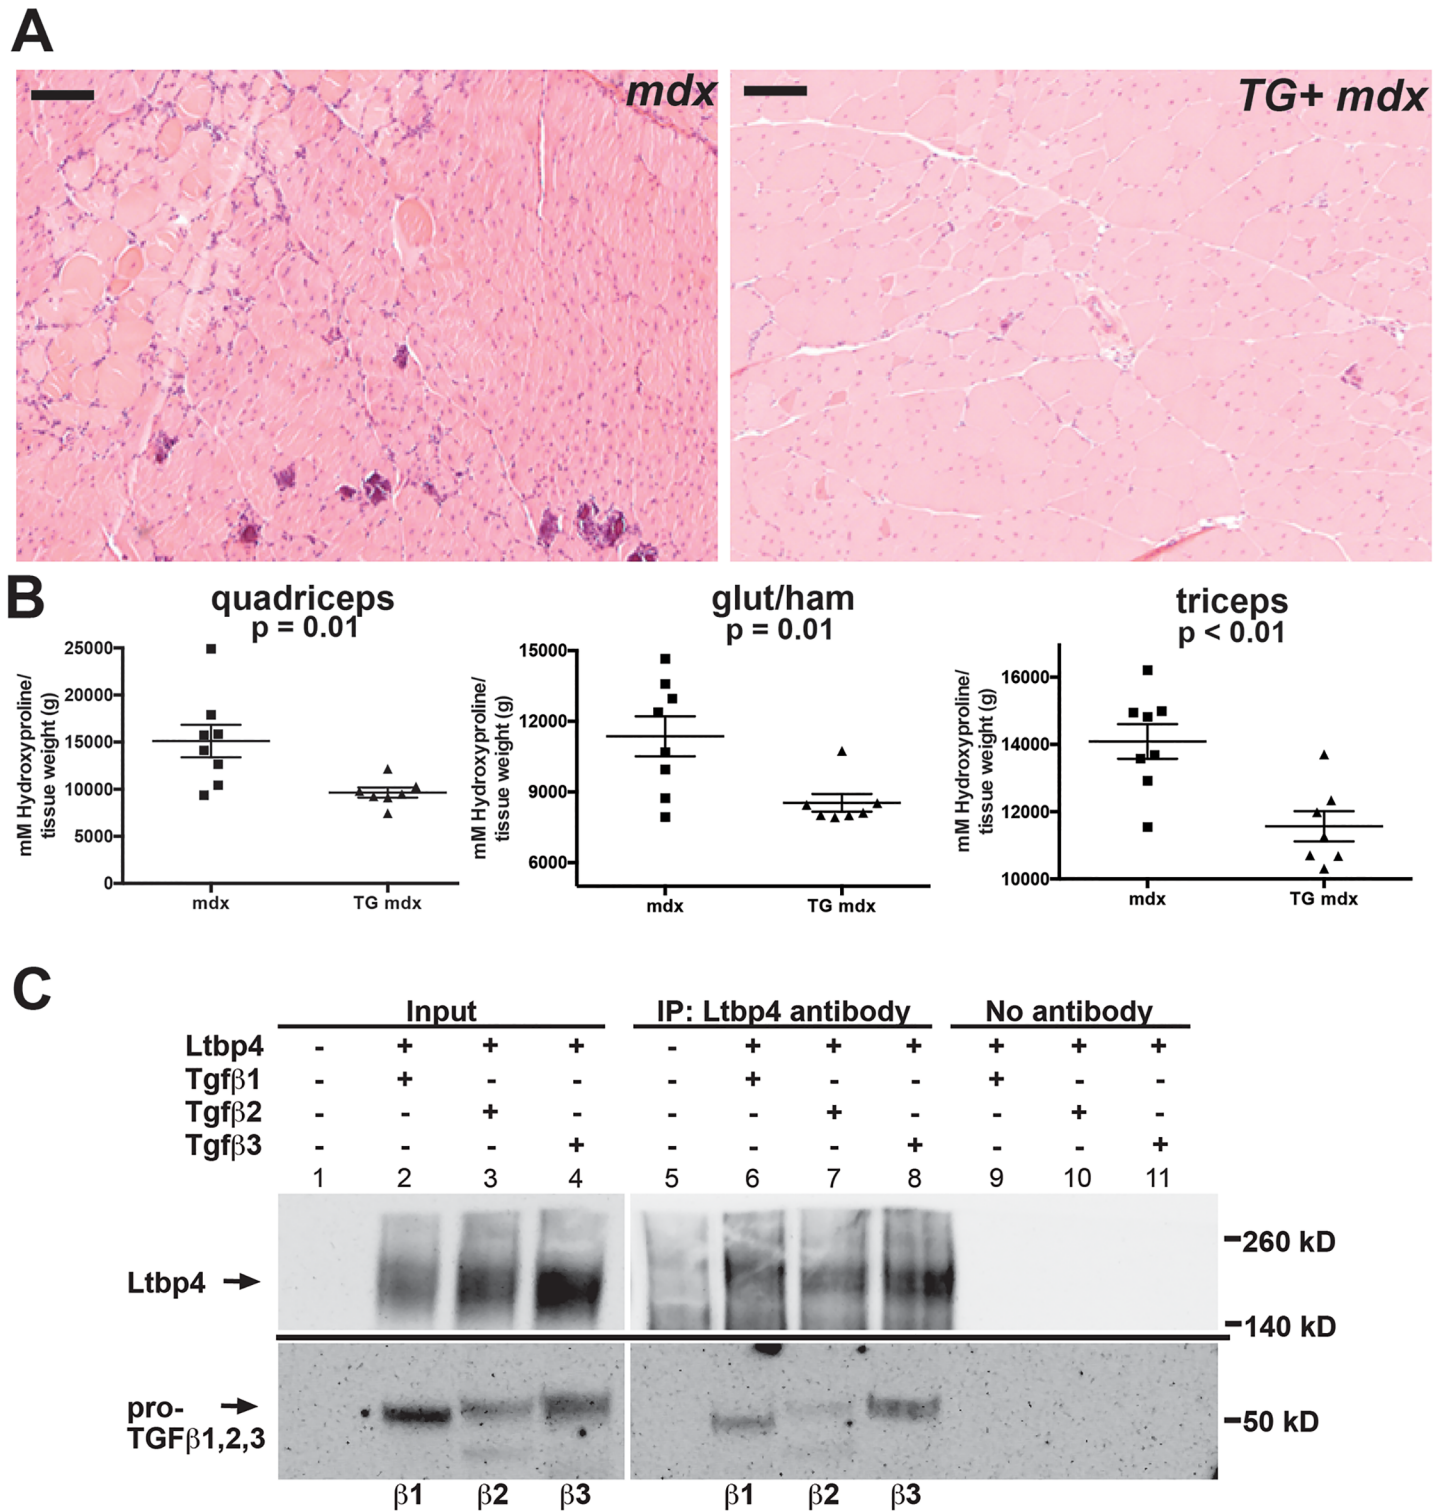 A
mdx
TG+ mdx
B
quadriceps
p = 0.01
mM Hydroxyproline/
tissue weight (g)
25000
20000
15000
10000
5000
0
mdx TG mdx
glut/ham
p = 0.01
mM Hydroxyproline/
tissue weight (g)
15000
12000
9000
6000
mdx TG mdx
triceps
p < 0.01
mM Hydroxyproline/
tissue weight (g)
16000
14000
12000
10000
mdx TG mdx
C
Input IP: Ltbp4 antibody No antibody
Ltbp4 - + + + - + + + + + +
Tgfβ1 - + - - - + - - + - -
Tgfβ2 - - + - - - + - - + -
Tgfβ3 - - - + - - - + - - +
1 2 3 4 5 6 7 8 9 10 11
260 kD
Ltbp4
140 kD
pro-
TGFβ1,2,3
50 kD
β1 β2 β3 β1 β2 β3